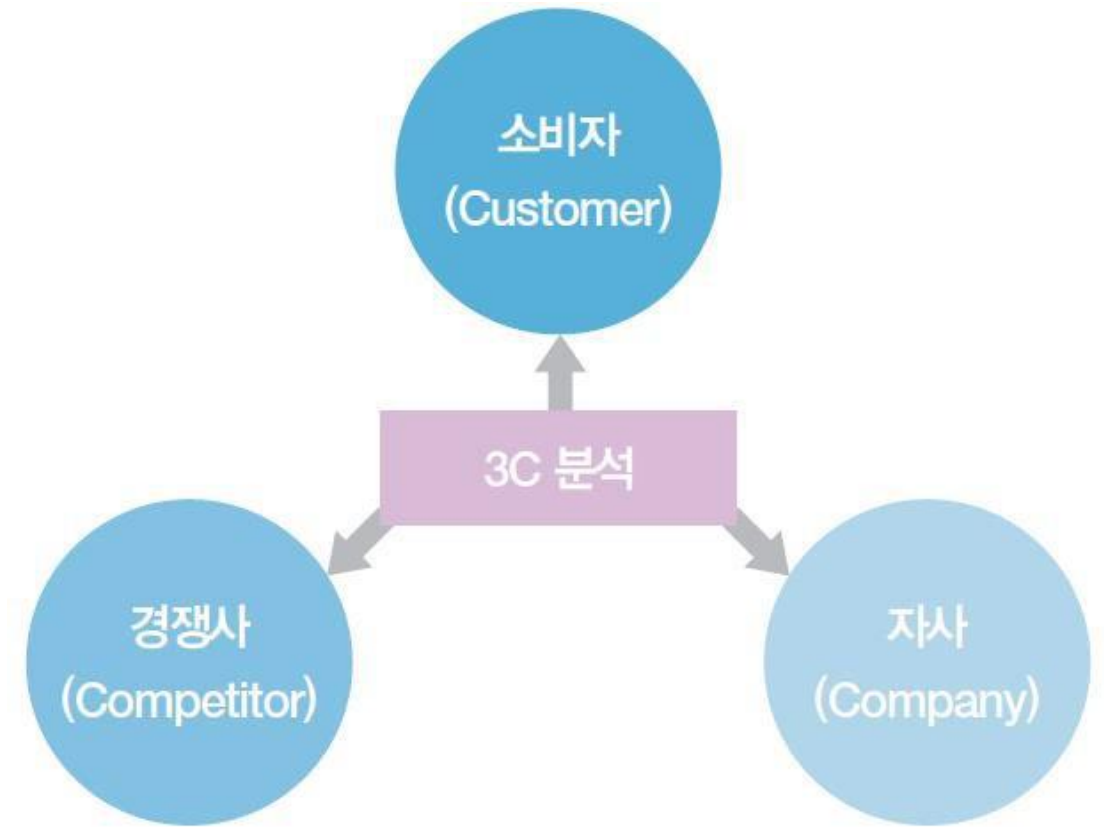 소비자
(Customer)
3C 분석
경쟁사
(Competitor)
자사
(Company)